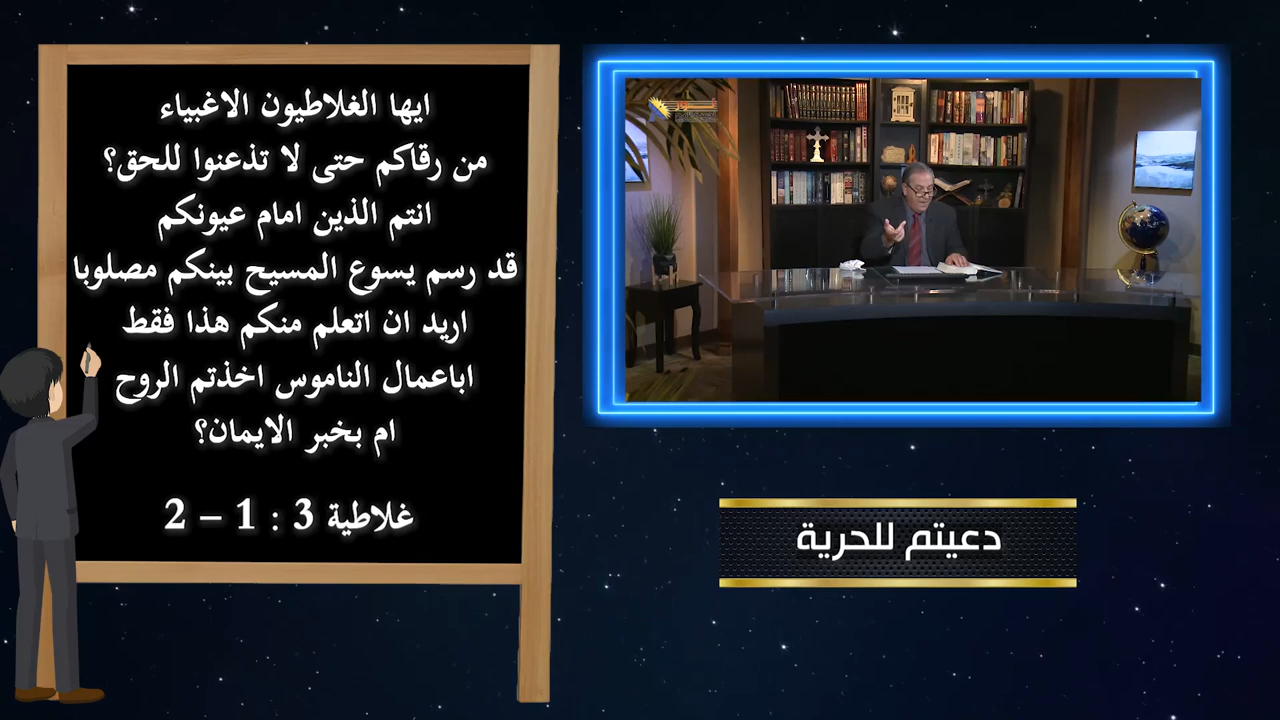 ايها الغلاطيون الاغبياء
من رقاكم حتى لا تذعنوا للحق؟
انتم الذين امام عيونكم
قد رسم يسوع المسيح بينكم مصلوبا
اريد ان اتعلم منكم هذا فقط
اباعمال الناموس اخذتم الروح
ام بخبر الايمان؟
غلاطية 3 : 1 – 2
دعيتم للحرية